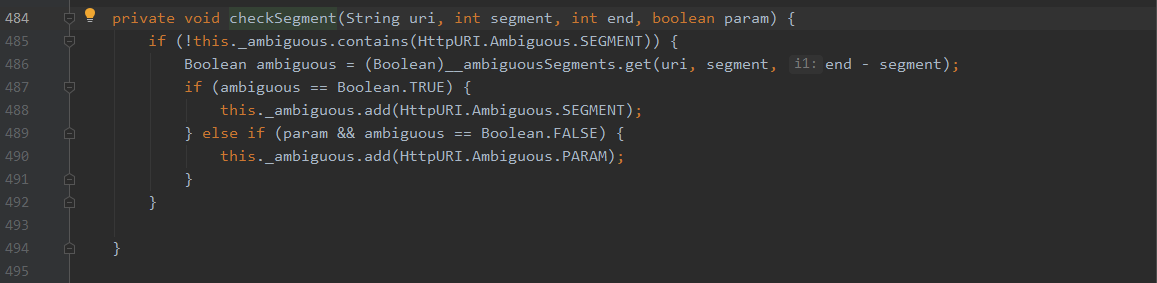 484 private void checkSegment(String uri, int segment, int end, boolean param) {
485 if (!this._ambiguous.contains(HttpURI.Ambiguous.SEGMENT)) {
486 Boolean ambiguous = (Boolean)__ambiguousSegments.get(uri, segment, i1: end - segment);
487 if (ambiguous == Boolean.TRUE) {
488 this._ambiguous.add(HttpURI.Ambiguous.SEGMENT);
489 } else if (param && ambiguous == Boolean.FALSE) {
490 this._ambiguous.add(HttpURI.Ambiguous.PARAM);
491 }
492 }
493
494 }
495